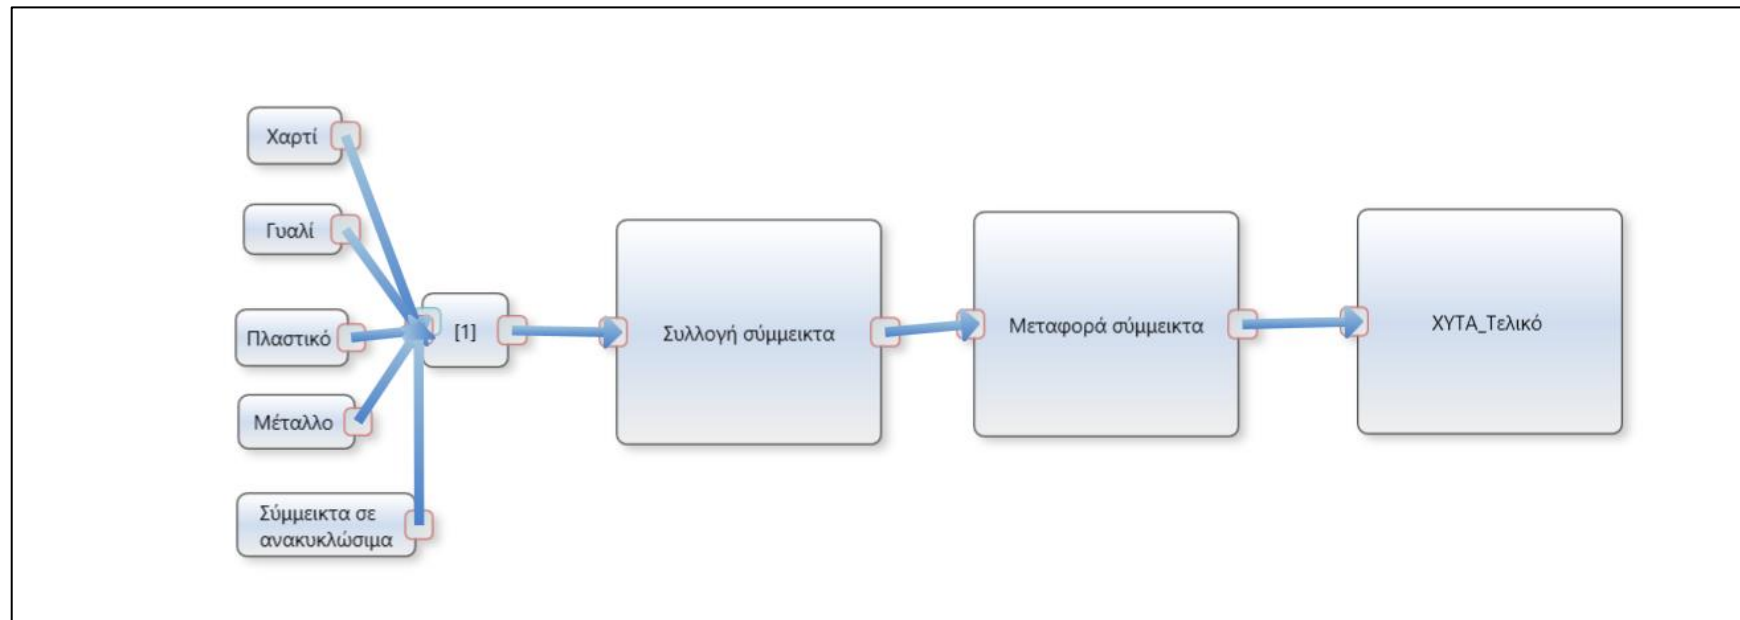 Χαρτί
Γυαλί
Πλαστικό
Μέταλλο
Σύμμεικτα σε
ανακυκλώσιμα
[1]
Συλλογή σύμμεικτα
Μεταφορά σύμμεικτα
ΧΥΤΑ_Τελικό